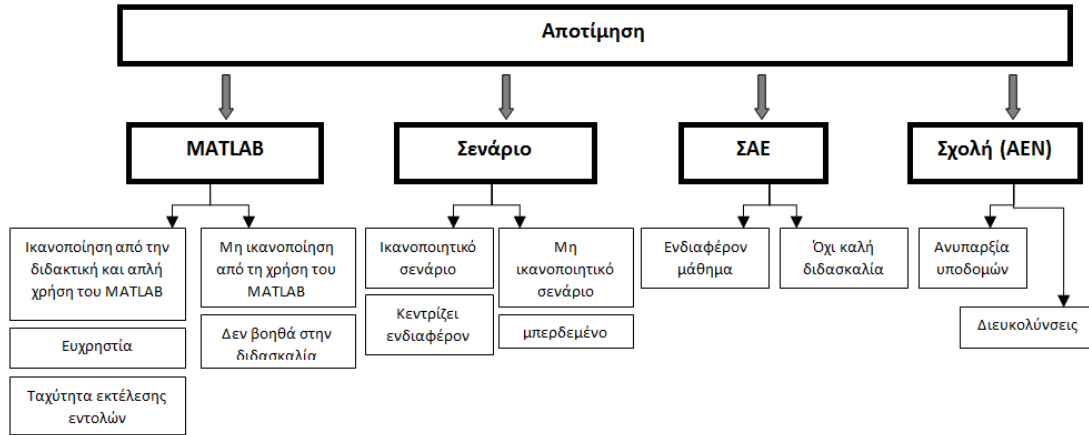 Αποτίμηση
MATLAB
Σενάριο
ΣΑΕ
Σχολή (ΑΕΝ)
Ικανοποίηση από την
διδακτική και απλή
χρήση του MATLAB
Ευχρηστία
Ταχύτητα εκτέλεσης
εντολών
Μη ικανοποίηση
από τη χρήση του
MATLAB
Δεν βοηθά στην
διδασκαλία
Ικανοποιητικό
σενάριο
Κεντρίζει
ενδιαφέρον
Μη
ικανοποιητικό
σενάριο
μπερδεμένο
Ενδιαφέρον
μάθημα
Όχι καλή
διδασκαλία
Ανυπαρξία
υποδομών
Διευκολύνσεις